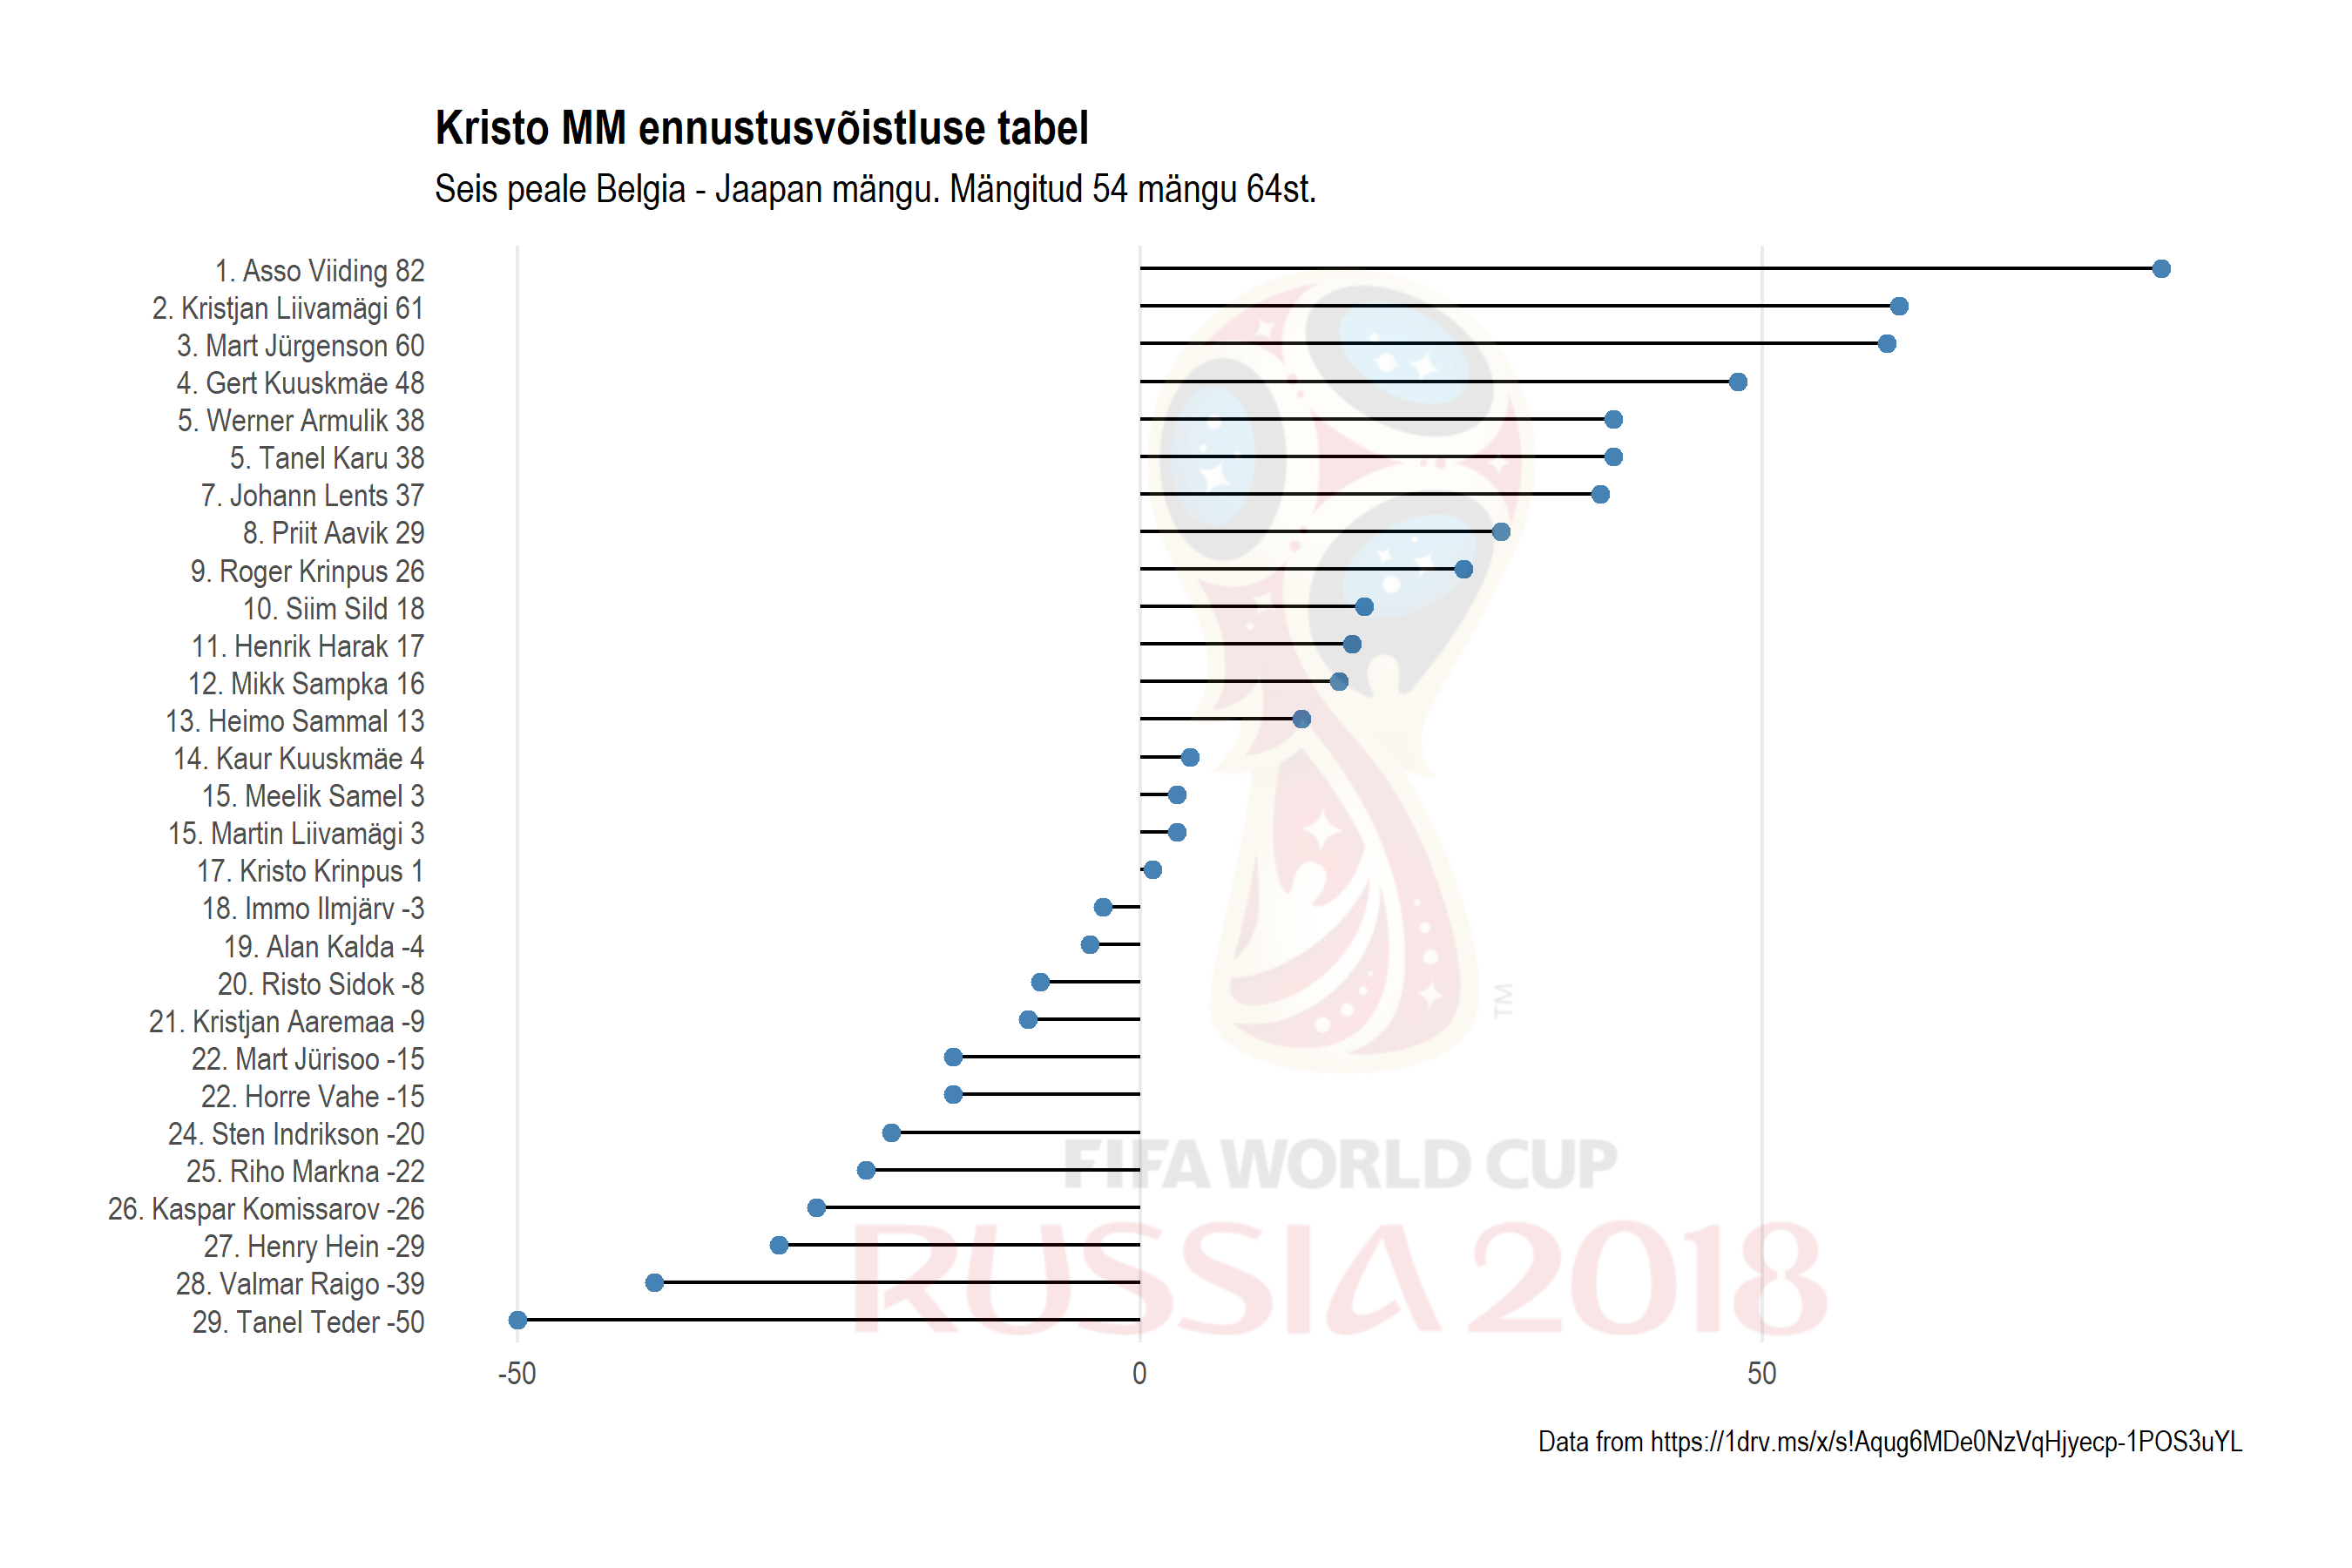 Kristo MM ennustusvõistluse tabel
Seis peale Belgia - Jaapan mängu. Mängitud 54 mängu 64st.
1. Asso Viiding 82
2. Kristjan Liivamägi 61
3. Mart Jürgenson 60
4. Gert Kuuskmäe 48
5. Werner Armulik 38
5. Tanel Karu 38
7. Johann Lents 37
8. Priit Aavik 29
9. Roger Krinpus 26
10. Siim Sild 18
11. Henrik Harak 17
12. Mikk Sampka 16
13. Heimo Sammal 13
14. Kaur Kuuskmäe 4
15. Meelik Samel 3
15. Martin Liivamägi 3
17. Kristo Krinpus 1
18. Immo Ilmjärv -3
19. Alan Kalda -4
20. Risto Sidok -8
21. Kristjan Aaremaa -9
22. Mart Jürisoo -15
22. Horre Vahe -15
24. Sten Indrikson -20
25. Riho Markna -22
26. Kaspar Komissarov -26
27. Henry Hein -29
28. Valmar Raigo -39
29. Tanel Teder -50
TM
FIFA WORLD CUP
RUSSIA 2018
-50 0 50
Data from https://1drv.ms/x/s!Aqug6MDe0NzVqHjyecp-1POS3uYL